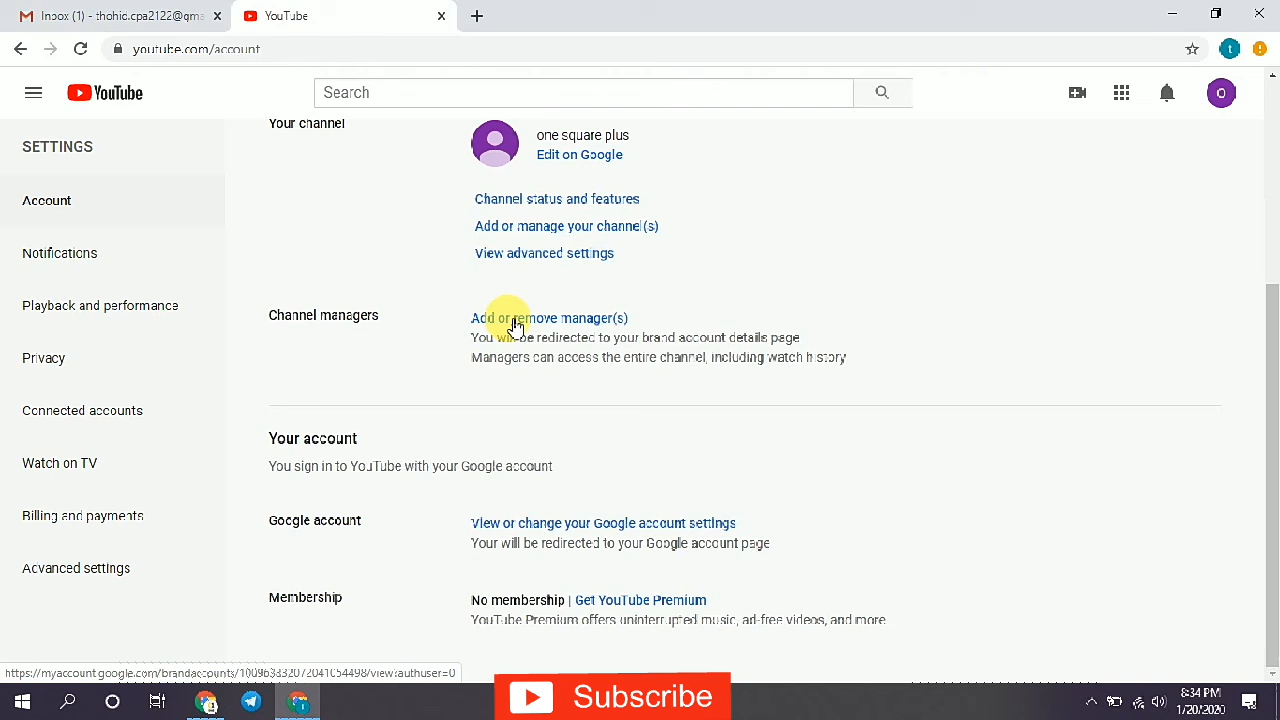 Inbox (1) - thohic.cpa2122@gma
YouTube
youtube.com/account
t
YouTube
Search
O
SETTINGS
Account
Notifications
Playback and performance
Privacy
Connected accounts
Watch on TV
Billing and payments
Advanced settings
Your channel
one square plus
Edit on Google
Channel status and features
Add or manage your channel(s)
View advanced settings
Channel managers
Add or remove manager(s)
You will be redirected to your brand account details page
Managers can access the entire channel, including watch history
Your account
You sign in to YouTube with your Google account
Google account
View or change your Google account settings
Your will be redirected to your Google account page
Membership
No membership | Get YouTube Premium
YouTube Premium offers uninterrupted music, ad-free videos, and more
Subscribe
8:34 PM
1/20/2020